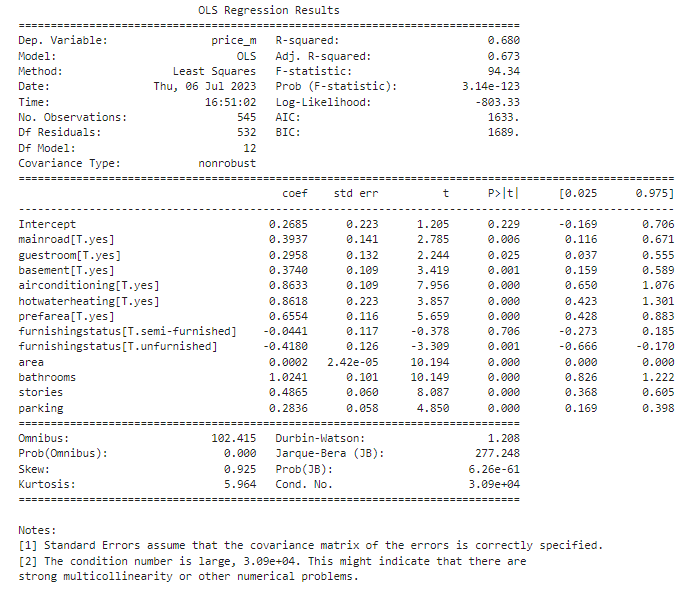 OLS Regression Results
==============================================================================
Dep. Variable:                price_m   R-squared:                       0.680
Model:                            OLS   Adj. R-squared:                  0.673
Method:                 Least Squares   F-statistic:                     94.34
Date:                Thu, 06 Jul 2023   Prob (F-statistic):          3.14e-123
Time:                        16:51:02   Log-Likelihood:                -803.33
No. Observations:                 545   AIC:                             1633.
Df Residuals:                     532   BIC:                             1689.
Df Model:                          12
Covariance Type:            nonrobust
===================================================================================================
coef    std err          t      P>|t|      [0.025      0.975]
---------------------------------------------------------------------------------------------------
Intercept                             0.2685      0.223      1.205      0.229      -0.169       0.706
mainroad[T.yes]                       0.3937      0.141      2.785      0.006       0.116       0.671
guestroom[T.yes]                      0.2958      0.132      2.244      0.025       0.037       0.555
basement[T.yes]                       0.3740      0.109      3.419      0.001       0.159       0.589
airconditioning[T.yes]                0.8633      0.109      7.956      0.000       0.650       1.076
hotwaterheating[T.yes]                0.8618      0.223      3.857      0.000       0.423       1.301
prefarea[T.yes]                       0.6554      0.116      5.659      0.000       0.428       0.883
furnishingstatus[T.semi-furnished]   -0.0441      0.117     -0.378      0.706      -0.273       0.185
furnishingstatus[T.unfurnished]      -0.4180      0.126     -3.309      0.001      -0.666      -0.170
area                                  0.0002   2.42e-05     10.194      0.000       0.000       0.000
bathrooms                             1.0241      0.101     10.149      0.000       0.826       1.222
stories                               0.4865      0.060      8.087      0.000       0.368       0.605
parking                               0.2836      0.058      4.850      0.000       0.169       0.398
==============================================================================
Omnibus:                      102.415   Durbin-Watson:                   1.208
Prob(Omnibus):                  0.000   Jarque-Bera (JB):              277.248
Skew:                           0.925   Prob(JB):                     6.26e-61
Kurtosis:                       5.964   Cond. No.                     3.09e+04
==============================================================================
Notes:
[1] Standard Errors assume that the covariance matrix of the errors is correctly specified.
[2] The condition number is large, 3.09e+04. This might indicate that there are
strong multicollinearity or other numerical problems.